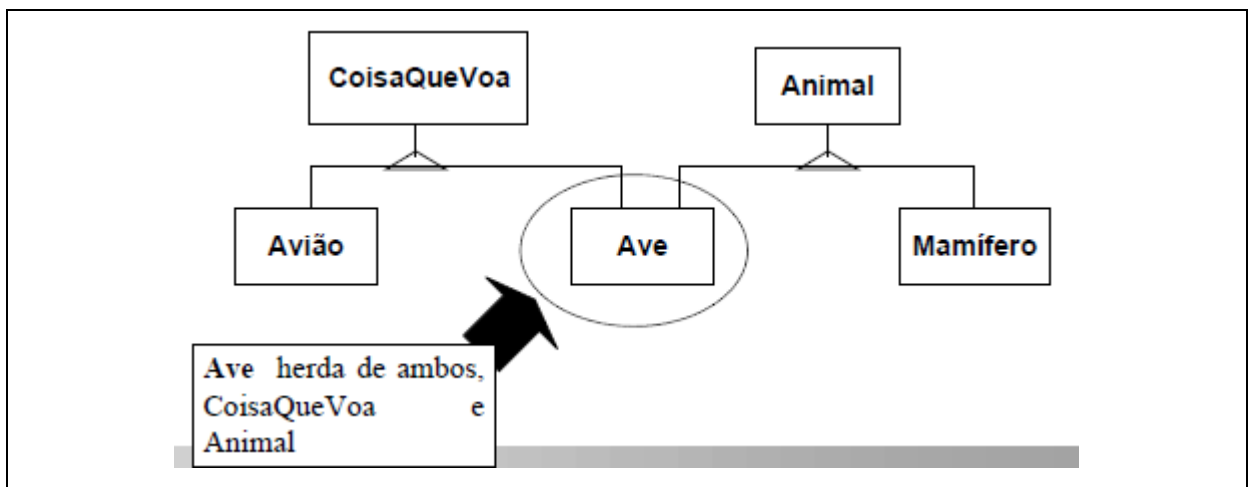 CoisaQueVoa
Animal
Avião
Ave
Mamífero
Ave herda de ambos,
CoisaQueVoa e
Animal